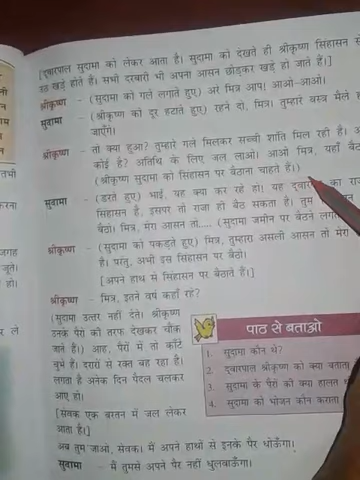 [द्वारपाल सुदामा को लेकर आता है। सुदामा को देखते ही श्रीकृष्ण सिंहासन से
उठ खड़े होते हैं। सभी दरबारी भी अपना आसन छोड़कर खड़े हो जाते हैं।]
श्रीकृष्ण - (सुदामा को गले लगाते हुए) अरे मित्र आप! आओ-आओ।
सुदामा - (श्रीकृष्ण को दूर हटाते हुए) रहने दो, मित्र। तुम्हारे वस्त्र मैले हो
जाएँगे।
श्रीकृष्ण - तो क्या हुआ? तुम्हारे गले मिलकर सच्ची शांति मिल रही है।
कोई है? अतिथि के लिए जल लाओ। आओ मित्र, यहाँ बैठो
(श्रीकृष्ण सुदामा को सिंहासन पर बैठाना चाहते हैं।)
सुदामा - (डरते हुए) भाई, यह क्या कर रहे हो! यह द्वारका का
सिंहासन है, इसपर तो राजा ही बैठ सकता है। तुम
बैठो। मित्र, मेरा आसन तो.... (सुदामा जमीन पर बैठने लगते
श्रीकृष्ण - (सुदामा को पकड़ते हुए) मित्र, तुम्हारा असली आसन तो मेरा
है। परंतु, अभी इस सिंहासन पर बैठो।
[अपने हाथ से सिंहासन पर बैठाते हैं।]
श्रीकृष्ण - मित्र, इतने वर्ष कहाँ रहे?
(सुदामा उत्तर नहीं देते। श्रीकृष्ण
उनके पैरों की तरफ देखकर चौंक
जाते हैं।) आह, पैरों में तो काँटे
चुभे हैं। दरारों से रक्त बह रहा है।
लगता है अनेक दिन पैदल चलकर
आए हो।
[सेवक एक बरतन में जल लेकर
आता है।]
अब तुम जाओ, सेवक। मैं अपने हाथों से इनके पैर धोऊँगा।
सुदामा - मैं तुमसे अपने पैर नहीं धुलवाऊँगा।
पाठ से बताओ
1. सुदामा कौन थे?
2. द्वारपाल श्रीकृष्ण को क्या बताता
3. सुदामा के पैरों की क्या हालत
4. सुदामा को भोजन कौन कराता
तभी
करना
जगह
जूते।
हो।
र ले